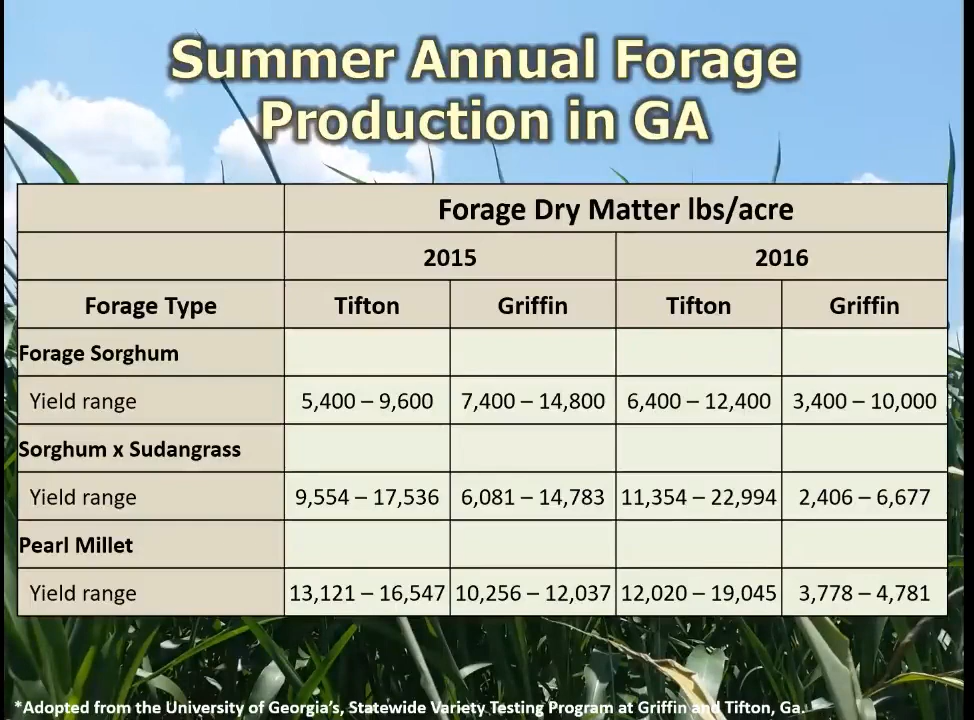 Summer Annual Forage
Production in GA
Forage Dry Matter lbs/acre
2015 2016
Forage Type Tifton Griffin Tifton Griffin
Forage Sorghum
Yield range 5,400 – 9,600 7,400 – 14,800 6,400 – 12,400 3,400 – 10,000
Sorghum x Sudangrass
Yield range 9,554 – 17,536 6,081 – 14,783 11,354 – 22,994 2,406 – 6,677
Pearl Millet
Yield range 13,121 – 16,547 10,256 – 12,037 12,020 – 19,045 3,778 – 4,781
*Adopted from the University of Georgia’s, Statewide Variety Testing Program at Griffin and Tifton, Ga.